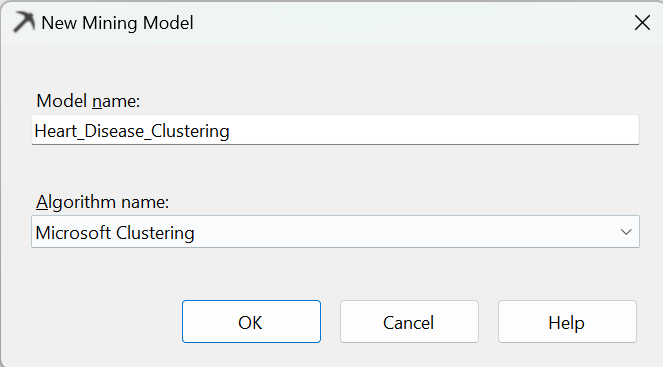 New Mining Model
Model name:
Heart_Disease_Clustering
Algorithm name:
Microsoft Clustering
OK Cancel Help